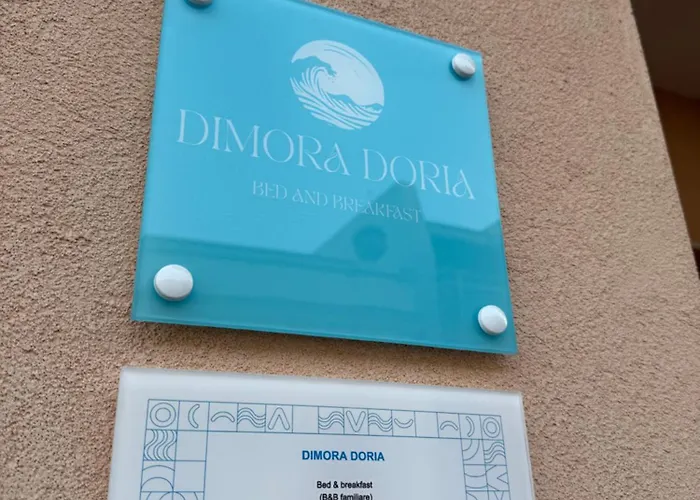 DIMORA DORIA
BED AND BREAKFAST
DIMORA DORIA
Bed & breakfast
(B&B familiare)